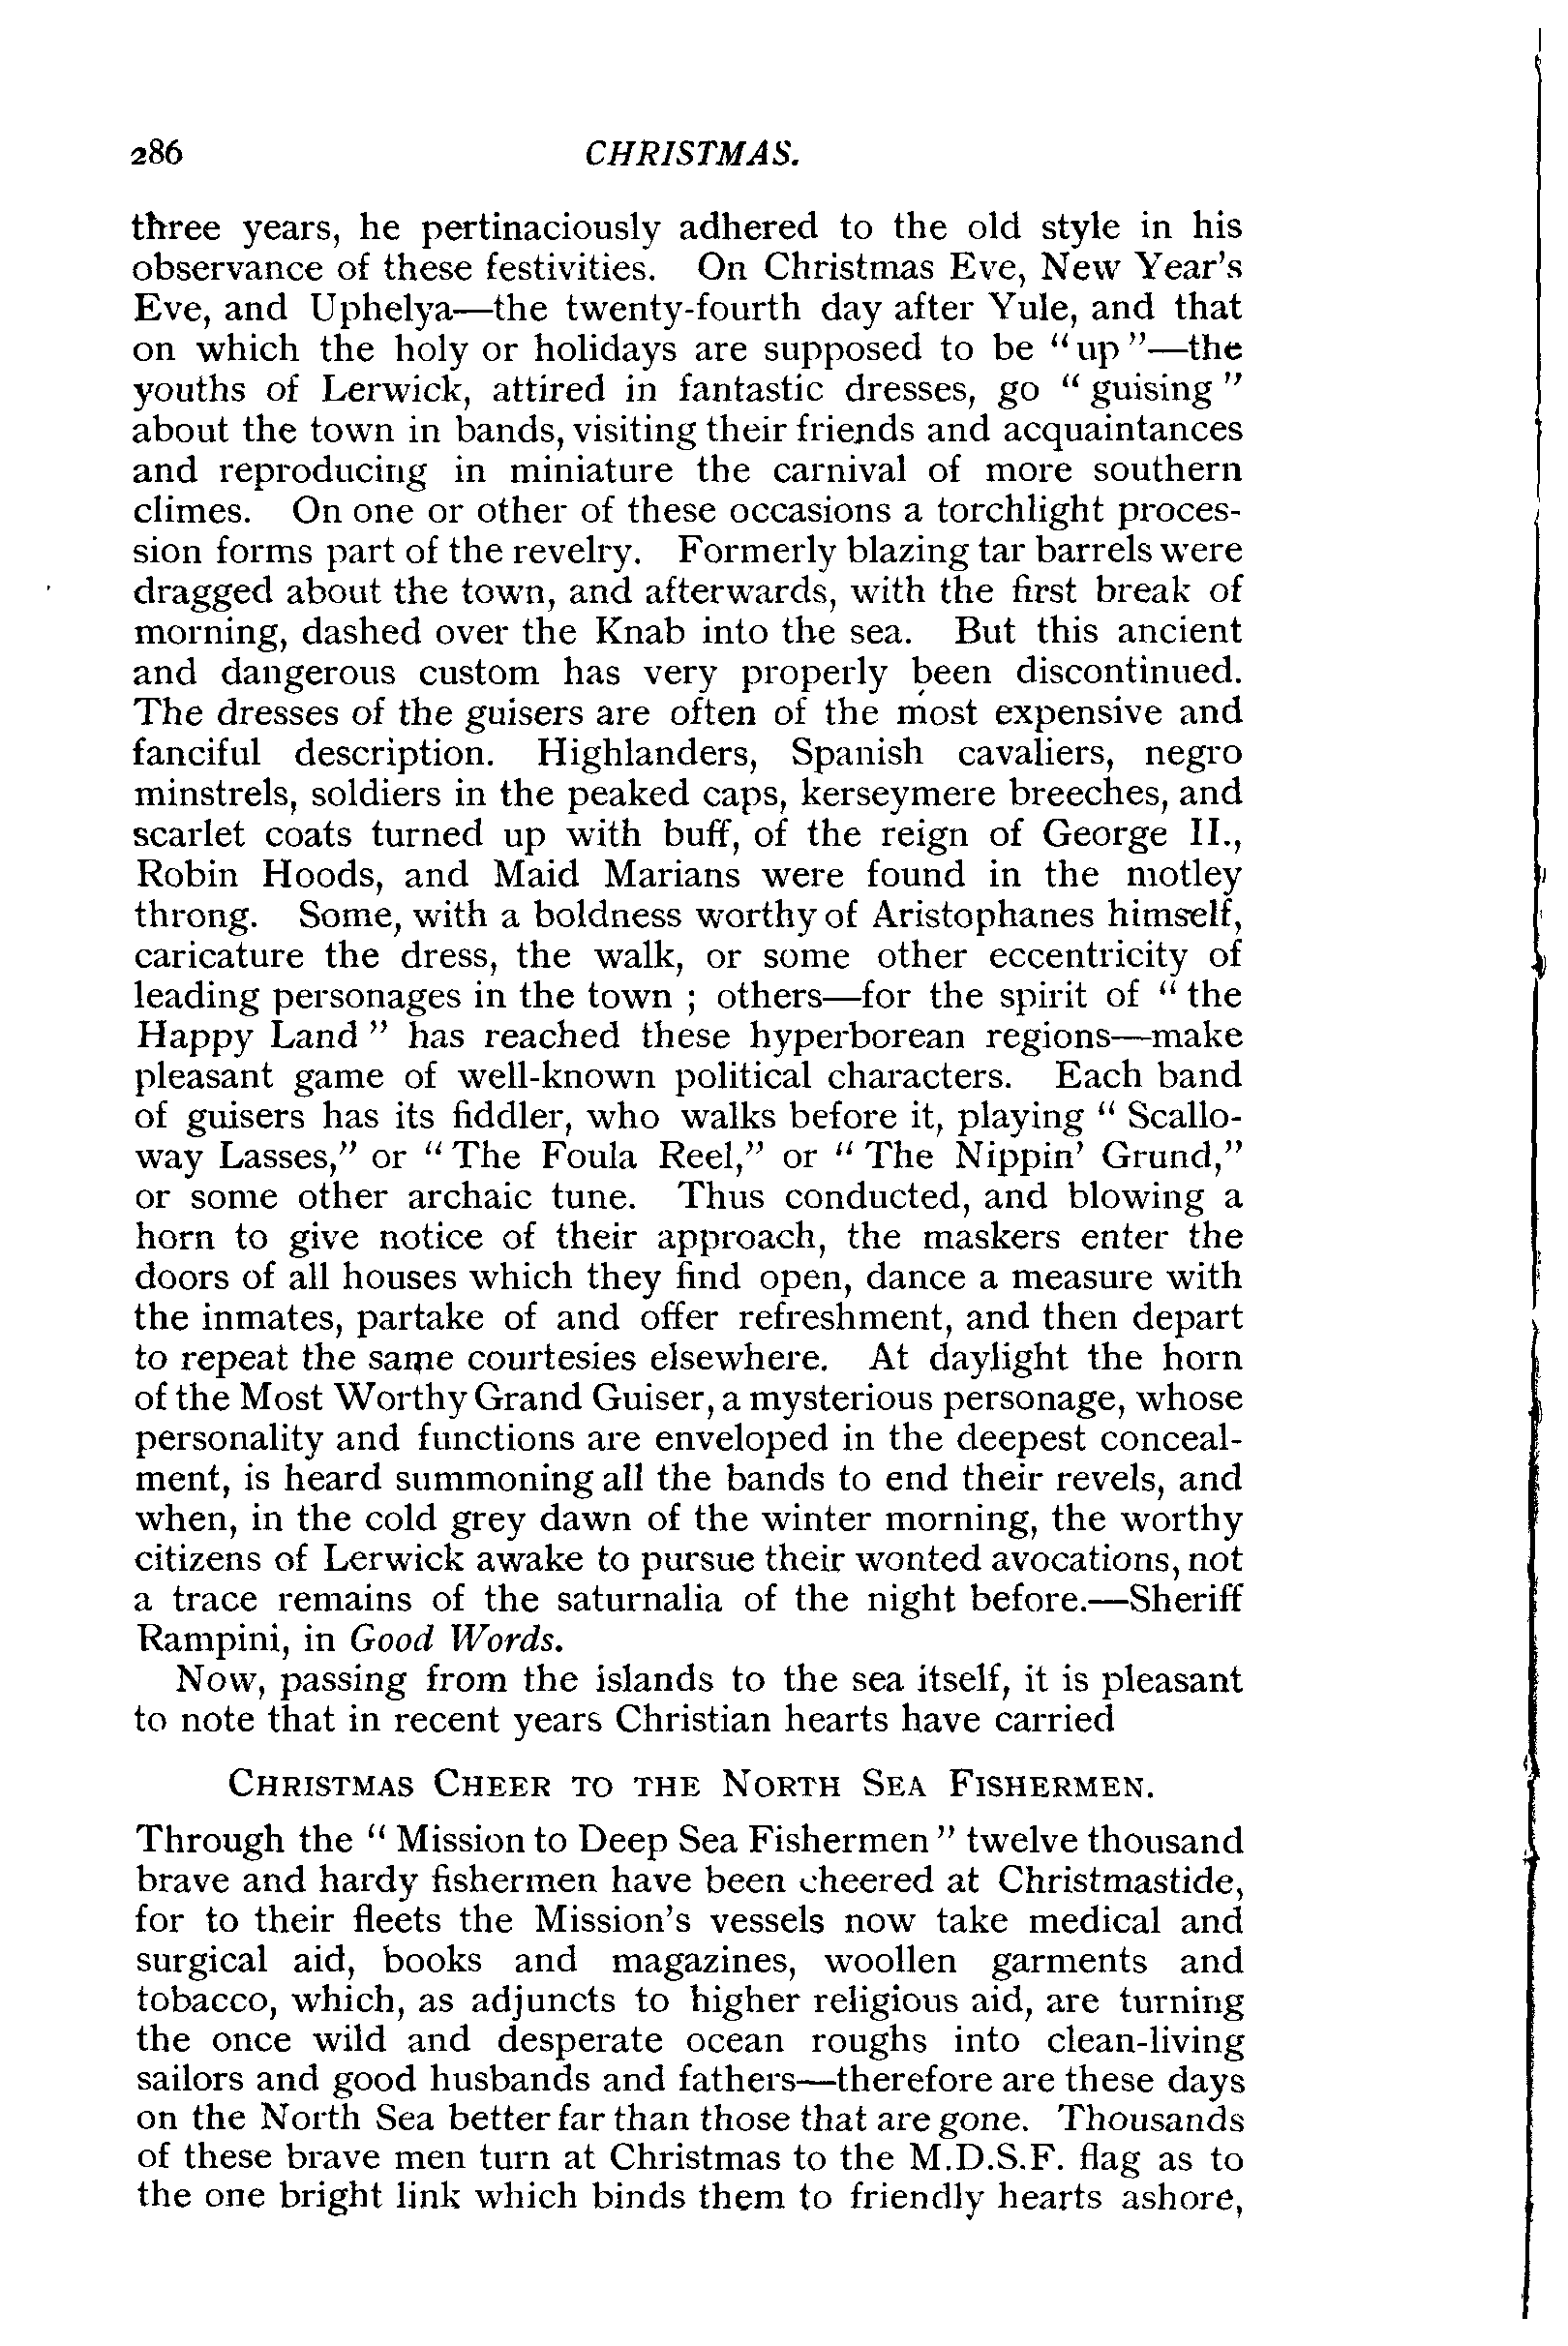 286 CHRISTMAS.
three years, he pertinaciously adhered to the old style in his
observance of these festivities. On Christmas Eve, New Year's
Eve, and Uphelya—the twenty-fourth day after Yule, and that
on which the holy or holidays are supposed to be "up"—the
youths of Lerwick, attired in fantastic dresses, go "guising"
about the town in bands, visiting their friends and acquaintances
and reproducing in miniature the carnival of more southern
climes. On one or other of these occasions a torchlight proces-
sion forms part of the revelry. Formerly blazing tar barrels were
dragged about the town, and afterwards, with the first break of
morning, dashed over the Knab into the sea. But this ancient
and dangerous custom has very properly been discontinued.
The dresses of the guisers are often of the most expensive and
fanciful description. Highlanders, Spanish cavaliers, negro
minstrels, soldiers in the peaked caps, kerseymere breeches, and
scarlet coats turned up with buff, of the reign of George II.,
Robin Hoods, and Maid Marians were found in the motley
throng. Some, with a boldness worthy of Aristophanes himself,
caricature the dress, the walk, or some other eccentricity of
leading personages in the town ; others—for the spirit of "the
Happy Land" has reached these hyperborean regions—make
pleasant game of well-known political characters. Each band
of guisers has its fiddler, who walks before it, playing "Scallo-
way Lasses," or "The Foula Reel," or "The Nippin' Grund,"
or some other archaic tune. Thus conducted, and blowing a
horn to give notice of their approach, the maskers enter the
doors of all houses which they find open, dance a measure with
the inmates, partake of and offer refreshment, and then depart
to repeat the same courtesies elsewhere. At daylight the horn
of the Most Worthy Grand Guiser, a mysterious personage, whose
personality and functions are enveloped in the deepest conceal-
ment, is heard summoning all the bands to end their revels, and
when, in the cold grey dawn of the winter morning, the worthy
citizens of Lerwick awake to pursue their wonted avocations, not
a trace remains of the saturnalia of the night before.—Sheriff
Rampini, in Good Words.
Now, passing from the islands to the sea itself, it is pleasant
to note that in recent years Christian hearts have carried
CHRISTMAS CHEER TO THE NORTH SEA FISHERMEN.
Through the "Mission to Deep Sea Fishermen" twelve thousand
brave and hardy fishermen have been cheered at Christmastide,
for to their fleets the Mission's vessels now take medical and
surgical aid, books and magazines, woollen garments and
tobacco, which, as adjuncts to higher religious aid, are turning
the once wild and desperate ocean roughs into clean-living
sailors and good husbands and fathers—therefore are these days
on the North Sea better far than those that are gone. Thousands
of these brave men turn at Christmas to the M.D.S.F. flag as to
the one bright link which binds them to friendly hearts ashore,